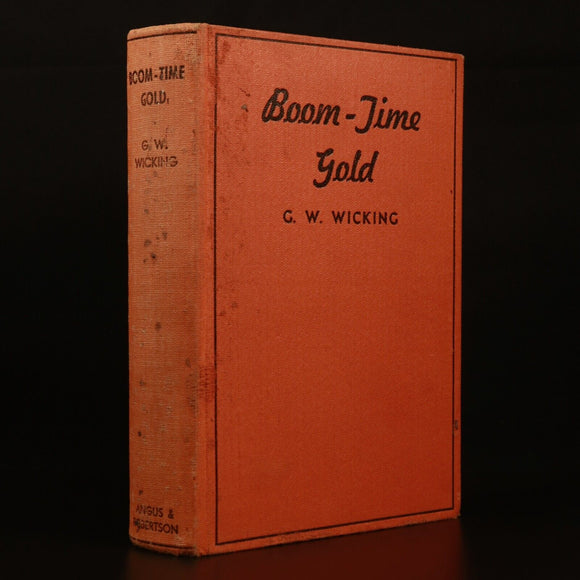 BOOM-TIME
GOLD
G. W.
WICKING
ANGUS &
ROBERTSON
Boom-Time
Gold
G. W. WICKING